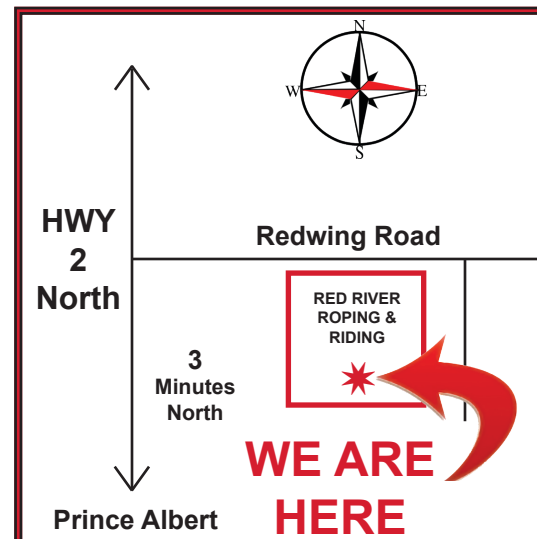 N
W
E
S
HWY
2
North
Redwing Road
RED RIVER
ROPING &
RIDING
3
Minutes
North
WE ARE
HERE
Prince Albert